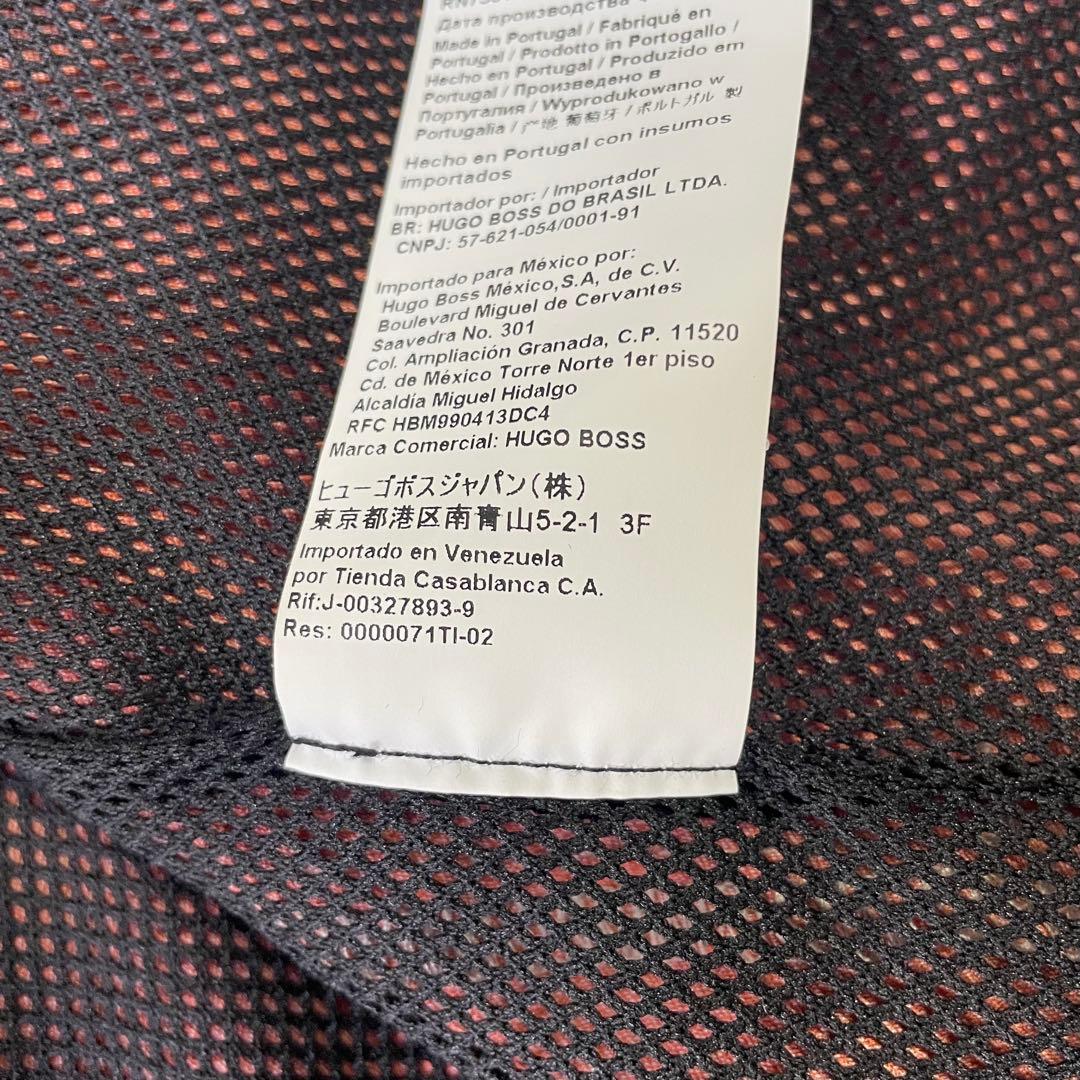 Дата производства
Made in Portugal / Fabriqué en
Portugal / Prodotto in Portogallo /
Hecho en Portugal / Produzido em
Portugal / Произведено в
Португалия / Wyprodukowano w
Portugalia / 产地 葡萄牙 / ポルトガル 製
Hecho en Portugal con insumos
importados
Importador por: / Importador
BR: HUGO BOSS DO BRASIL LTDA.
CNPJ: 57-621-054/0001-91
Importado para México por:
Hugo Boss México,S.A, de C.V.
Boulevard Miguel de Cervantes
Saavedra No. 301
Col. Ampliación Granada, C.P. 11520
Cd. de México Torre Norte 1er piso
Alcaldía Miguel Hidalgo
RFC HBM990413DC4
Marca Comercial: HUGO BOSS
ヒューゴボスジャパン(株)
東京都港区南青山5-2-1 3F
Importado en Venezuela
por Tienda Casablanca C.A.
Rif:J-00327893-9
Res: 0000071TI-02